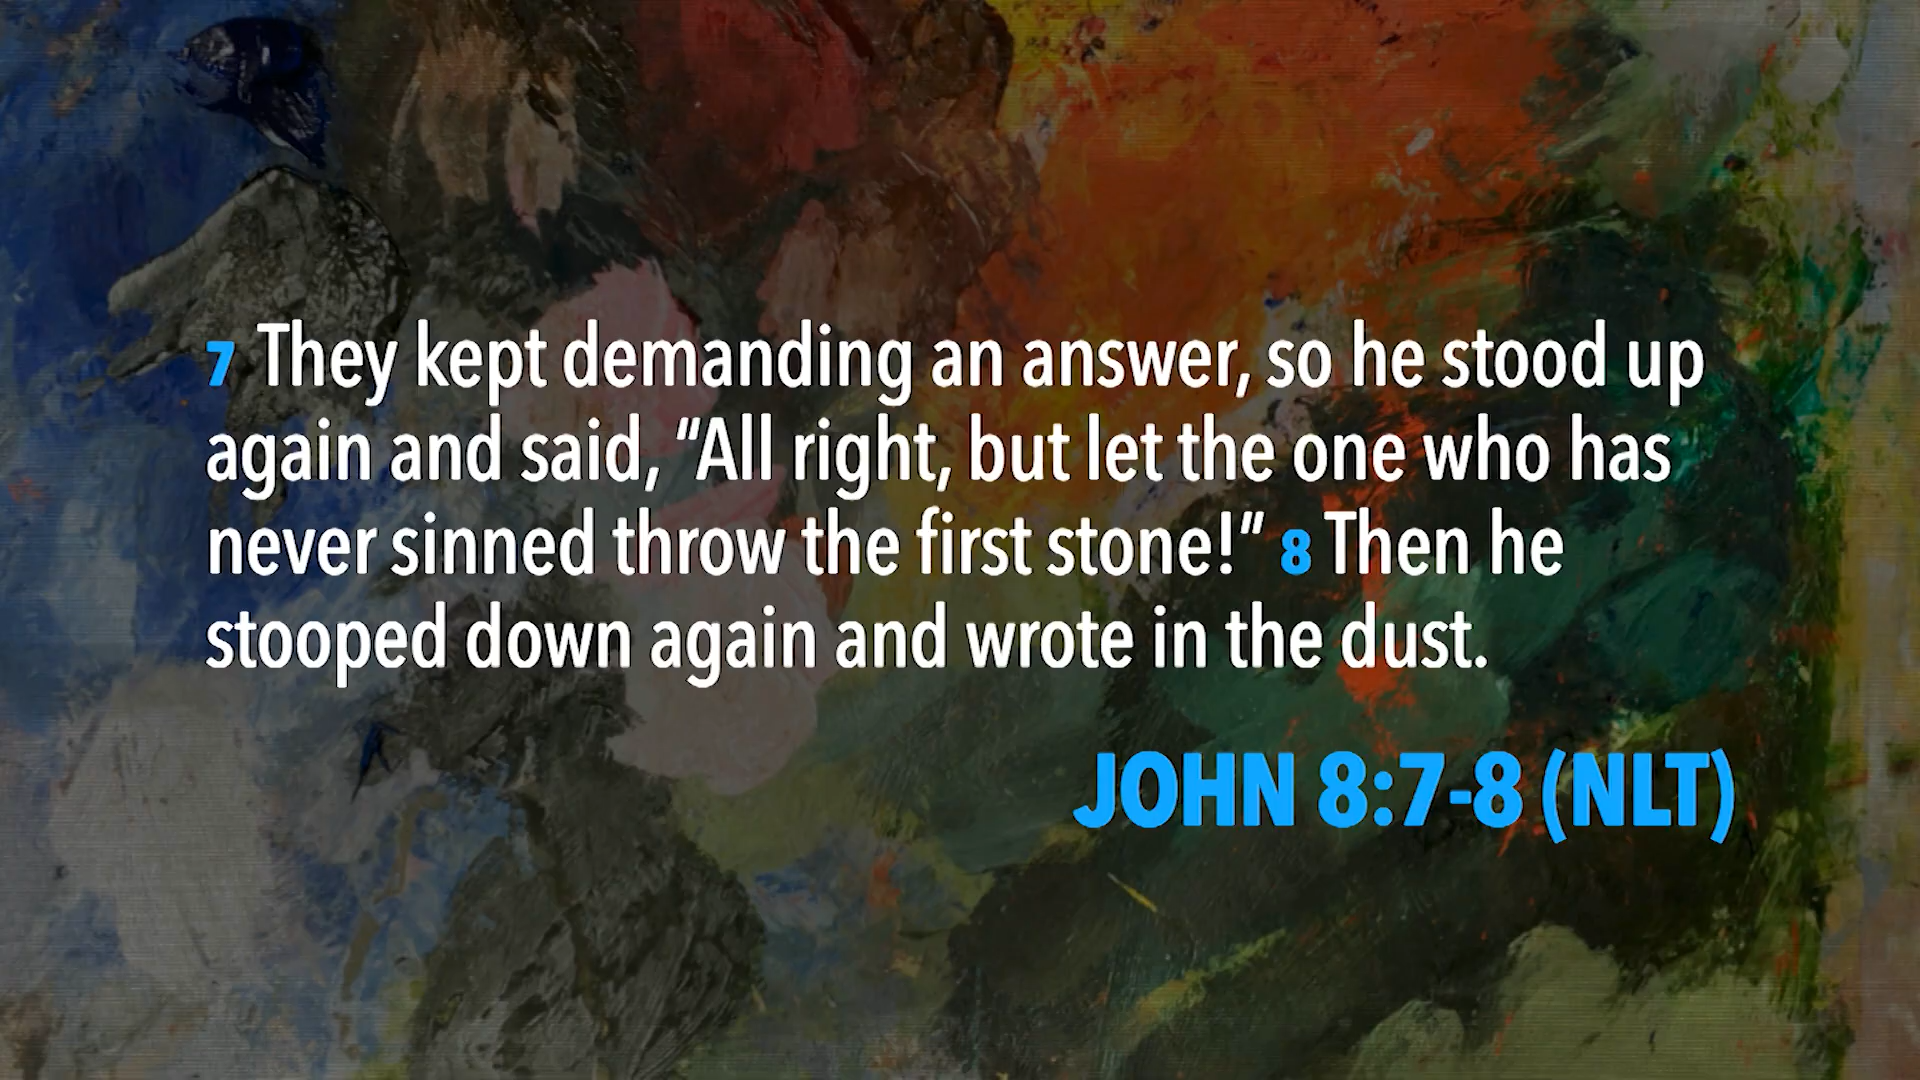 7 They kept demanding an answer, so he stood up
again and said, “All right, but let the one who has
never sinned throw the first stone!” 8 Then he
stooped down again and wrote in the dust.
JOHN 8:7-8 (NLT)